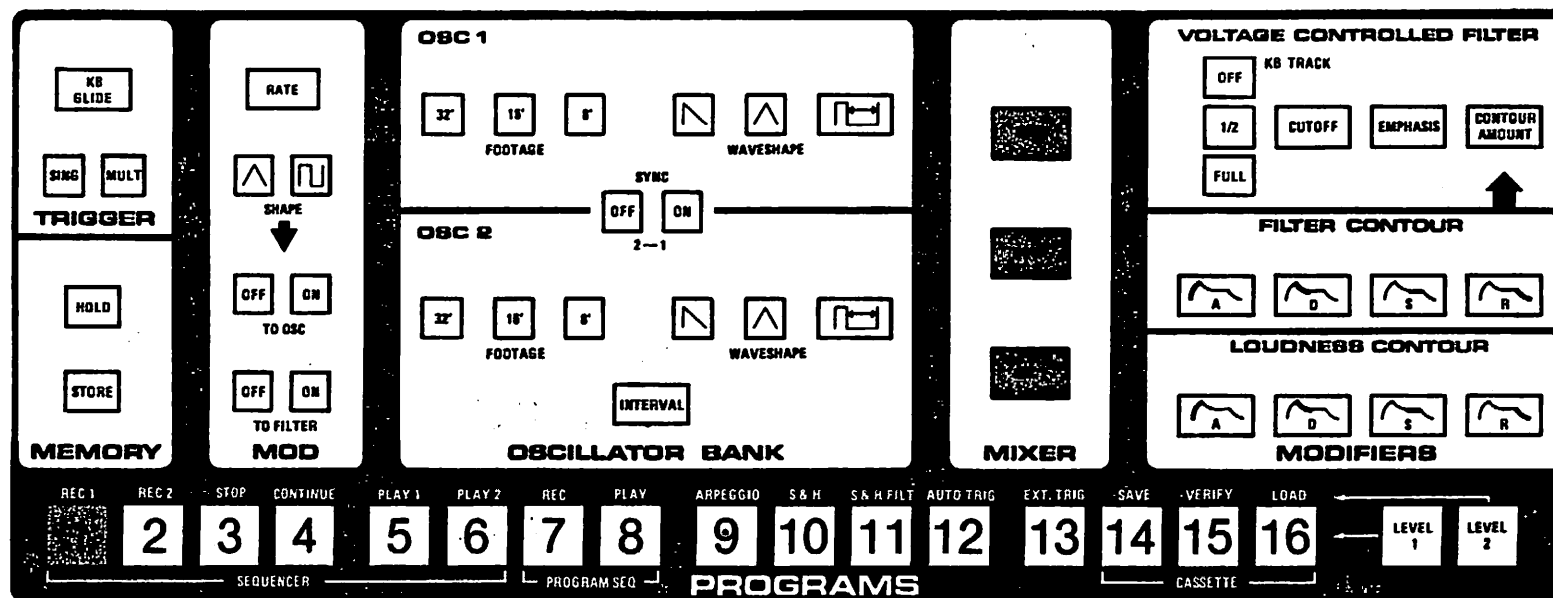 KB
GLIDE
SING MULT
TRIGGER
HOLD
STORE
MEMORY
RATE
SHAPE
OFF ON
TO OSC
OFF ON
TO FILTER
MOD
OSC 1
32' 16' 8'
FOOTAGE WAVESHAPE
SYNC
OFF ON
2—1
OSC 2
32' 16' 8'
FOOTAGE WAVESHAPE
INTERVAL
OSCILLATOR BANK
MIXER
VOLTAGE CONTROLLED FILTER
OFF KB TRACK
1/2 CUTOFF EMPHASIS CONTOUR AMOUNT
FULL
FILTER CONTOUR
A D S R
LOUDNESS CONTOUR
A D S R
MODIFIERS
REC 1 REC 2 STOP CONTINUE PLAY 1 PLAY 2 REC PLAY ARPEGGIO S & H S & H FILT AUTO TRIG EXT. TRIG SAVE VERIFY LOAD
2 3 4 5 6 7 8 9 10 11 12 13 14 15 16 LEVEL 1 LEVEL 2
SEQUENCER PROGRAM SEQ PROGRAMS CASSETTE